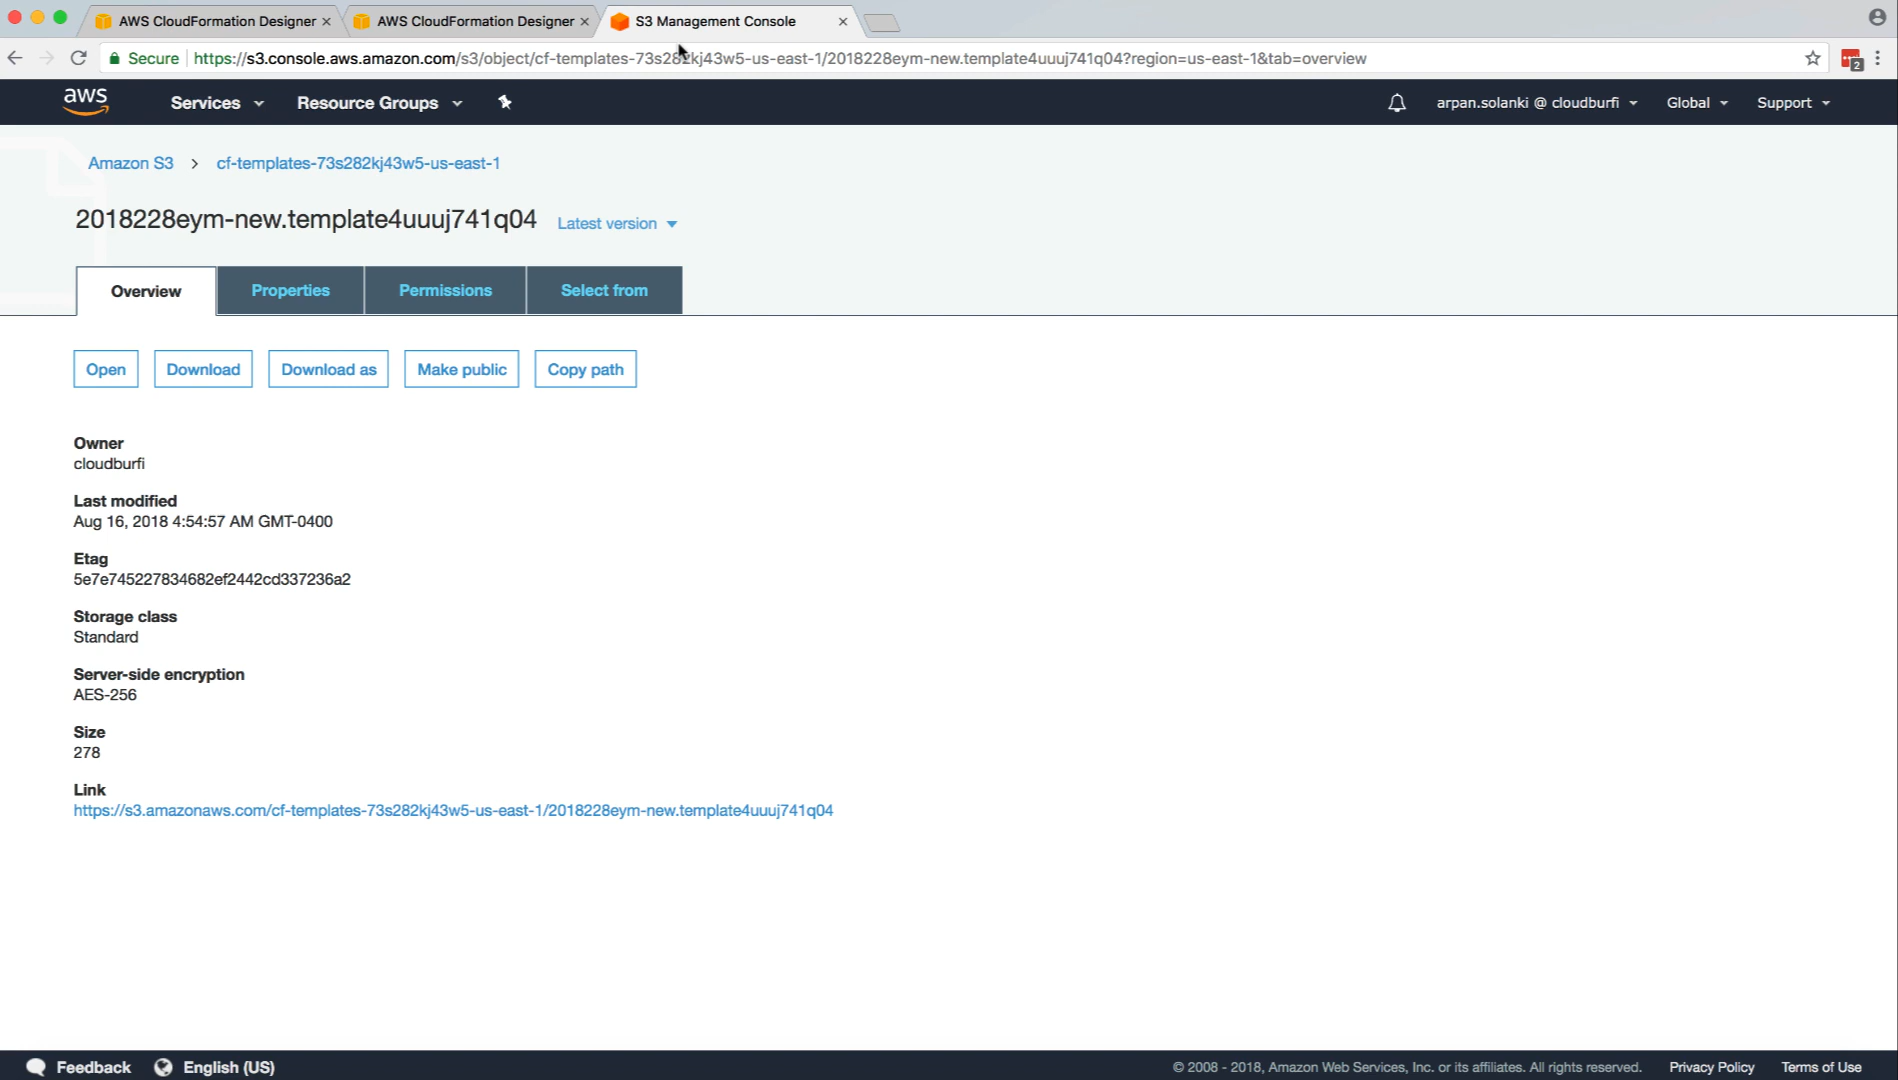 AWS CloudFormation Designer
AWS CloudFormation Designer
S3 Management Console
Secure
https://s3.console.aws.amazon.com/s3/object/cf-templates-73s282kj43w5-us-east-1/2018228eym-new.template4uuuj741q04?region=us-east-1&tab=overview
2
aws
Services
Resource Groups
arpan.solanki @ cloudburfi
Global
Support
Amazon S3 > cf-templates-73s282kj43w5-us-east-1
2018228eym-new.template4uuuj741q04
Latest version
Overview
Properties
Permissions
Select from
Open
Download
Download as
Make public
Copy path
Owner
cloudburfi
Last modified
Aug 16, 2018 4:54:57 AM GMT-0400
Etag
5e7e745227834682ef2442cd337236a2
Storage class
Standard
Server-side encryption
AES-256
Size
278
Link
https://s3.amazonaws.com/cf-templates-73s282kj43w5-us-east-1/2018228eym-new.template4uuuj741q04
Feedback
English (US)
© 2008 - 2018, Amazon Web Services, Inc. or its affiliates. All rights reserved.
Privacy Policy
Terms of Use